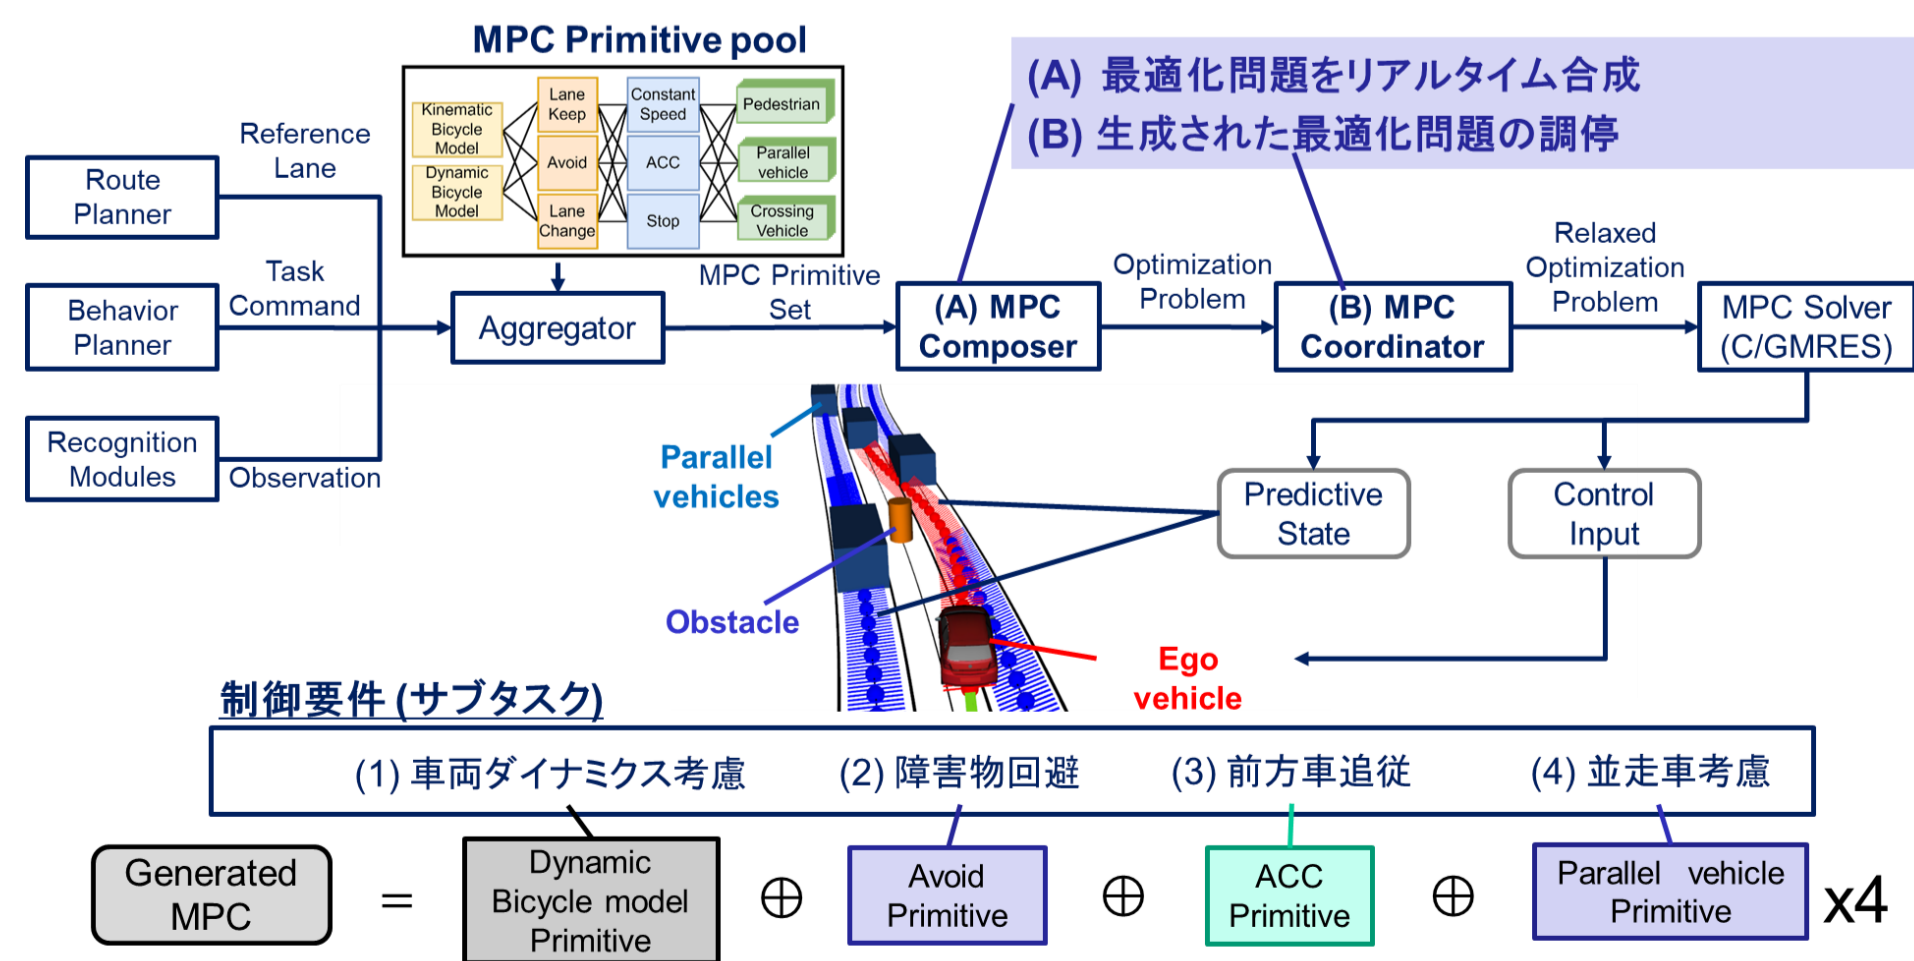 MPC Primitive pool
Kinematic
Bicycle
Model
Dynamic
Bicycle
Model
Lane
Keep
Avoid
Lane
Change
Constant
Speed
ACC
Stop
Pedestrian
Parallel
vehicle
Crossing
Vehicle
(A) 最適化問題をリアルタイム合成
(B) 生成された最適化問題の調停
Route
Planner
Reference
Lane
Behavior
Planner
Task
Command
Recognition
Modules
Observation
Aggregator
MPC Primitive
Set
(A) MPC
Composer
Optimization
Problem
(B) MPC
Coordinator
Relaxed
Optimization
Problem
MPC Solver
(C/GMRES)
Parallel
vehicles
Obstacle
Ego
vehicle
Predictive
State
Control
Input
制御要件 (サブタスク)
(1) 車両ダイナミクス考慮
(2) 障害物回避
(3) 前方車追従
(4) 並走車考慮
Generated
MPC
=
Dynamic
Bicycle model
Primitive
⊕
Avoid
Primitive
⊕
ACC
Primitive
⊕
Parallel vehicle
Primitive
x4